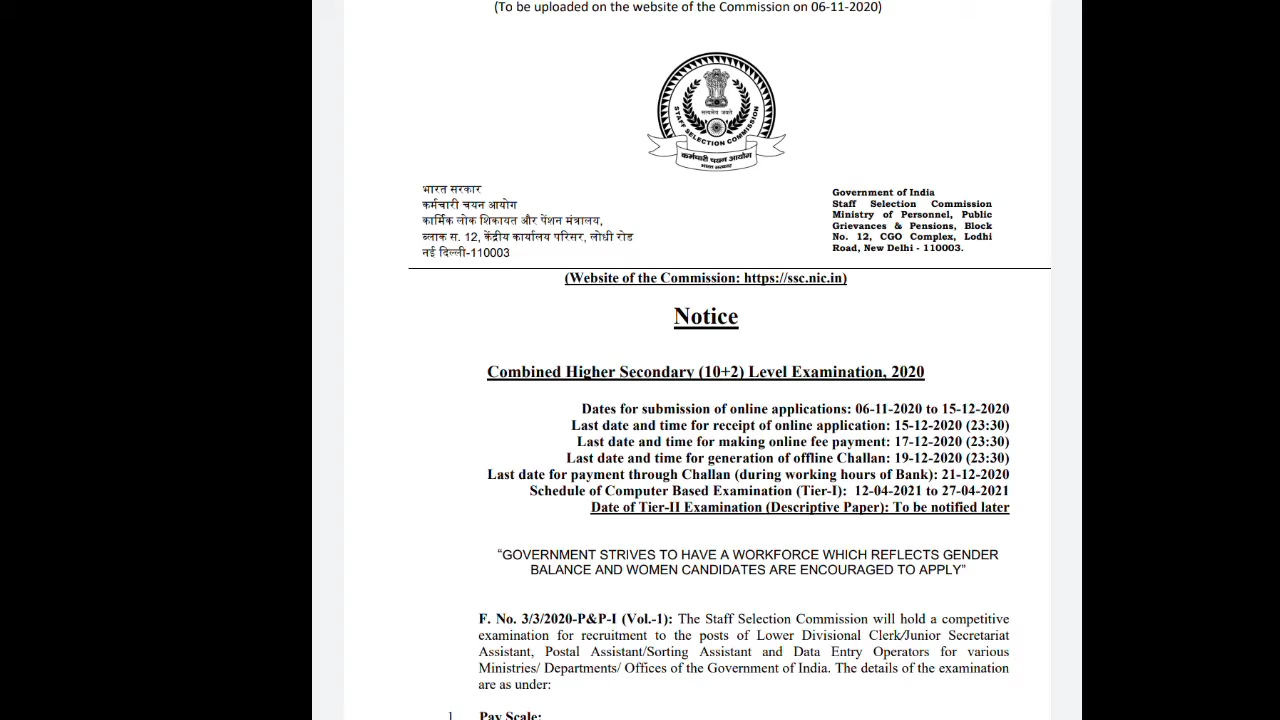 (To be uploaded on the website of the Commission on 06-11-2020)
सत्यमेव जयते
STAFF SELECTION COMMISSION
कर्मचारी चयन आयोग
भारत सरकार
भारत सरकार
कर्मचारी चयन आयोग
कार्मिक लोक शिकायत और पेंशन मंत्रालय,
ब्लाक स. 12, केंद्रीय कार्यालय परिसर, लोधी रोड
नई दिल्ली-110003
Government of India
Staff Selection Commission
Ministry of Personnel, Public
Grievances & Pensions, Block
No. 12, CGO Complex, Lodhi
Road, New Delhi - 110003.
(Website of the Commission: https://ssc.nic.in)
Notice
Combined Higher Secondary (10+2) Level Examination, 2020
Dates for submission of online applications: 06-11-2020 to 15-12-2020
Last date and time for receipt of online application: 15-12-2020 (23:30)
Last date and time for making online fee payment: 17-12-2020 (23:30)
Last date and time for generation of offline Challan: 19-12-2020 (23:30)
Last date for payment through Challan (during working hours of Bank): 21-12-2020
Schedule of Computer Based Examination (Tier-I): 12-04-2021 to 27-04-2021
Date of Tier-II Examination (Descriptive Paper): To be notified later
“GOVERNMENT STRIVES TO HAVE A WORKFORCE WHICH REFLECTS GENDER
BALANCE AND WOMEN CANDIDATES ARE ENCOURAGED TO APPLY”
F. No. 3/3/2020-P&P-I (Vol.-1): The Staff Selection Commission will hold a competitive
examination for recruitment to the posts of Lower Divisional Clerk/Junior Secretariat
Assistant, Postal Assistant/Sorting Assistant and Data Entry Operators for various
Ministries/ Departments/ Offices of the Government of India. The details of the examination
are as under:
1 Pay Scale: